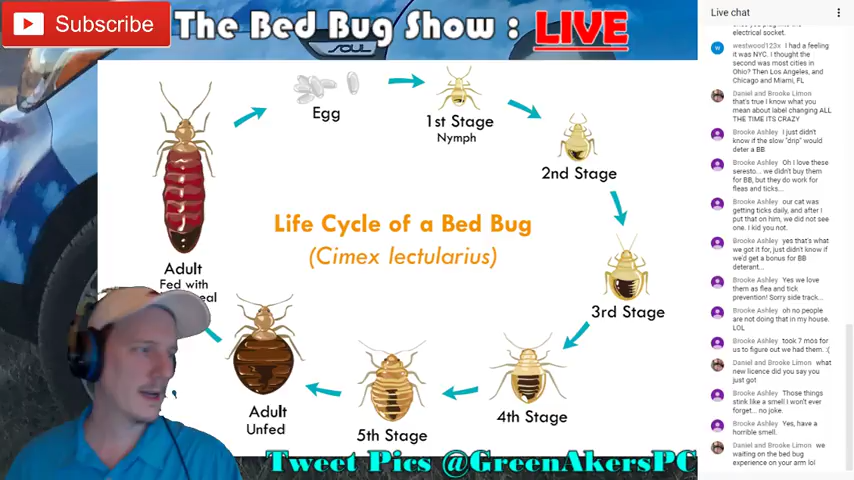 Subscribe
The Bed Bug Show : LIVE
SOUL
Egg
1st Stage
Nymph
2nd Stage
Life Cycle of a Bed Bug
(Cimex lectularius)
Adult
Fed with
3rd Stage
4th Stage
5th Stage
Adult
Unfed
Tweet Pics @GreenAkersPC
Live chat
electrical socket.
westwood123x I had a feeling
it was NYC. I thought the
second was most cities in
Ohio? Then Los Angeles, and
Chicago and Miami, FL
Daniel and Brooke Limon
that's true I know what you
mean about label changing ALL
THE TIME ITS CRAZY
Brooke Ashley I just didn't
know if the slow "drip" would
deter a BB
Brooke Ashley Oh I love these
seresto... we didn't buy them
for BB, but they do work for
fleas and ticks...
Brooke Ashley our cat was
getting ticks daily, and after I
put that on him, we did not see
one. I kid you not.
Brooke Ashley yes that's what
we got it for, just didn't know if
we'd get a bonus for BB
deterant...
Brooke Ashley Yes we love
them as flea and tick
prevention! Sorry side track...
Brooke Ashley oh no people
are not doing that in my house.
LOL
Brooke Ashley took 7 mos for
us to figure out we had them. :(
Daniel and Brooke Limon what
new licence did you say you
just got
Brooke Ashley Those things
stink like a smell I won't ever
forget... no joke.
Brooke Ashley Yes, have a
horrible smell.
Daniel and Brooke Limon we
waiting on the bed bug
experience on your arm lol